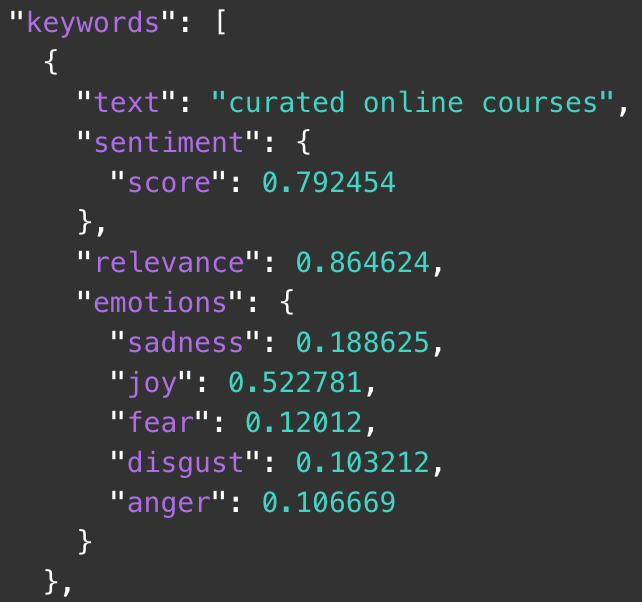 "keywords": [
  {
    "text": "curated online courses",
    "sentiment": {
      "score": 0.792454
    },
    "relevance": 0.864624,
    "emotions": {
      "sadness": 0.188625,
      "joy": 0.522781,
      "fear": 0.12012,
      "disgust": 0.103212,
      "anger": 0.106669
    }
  },